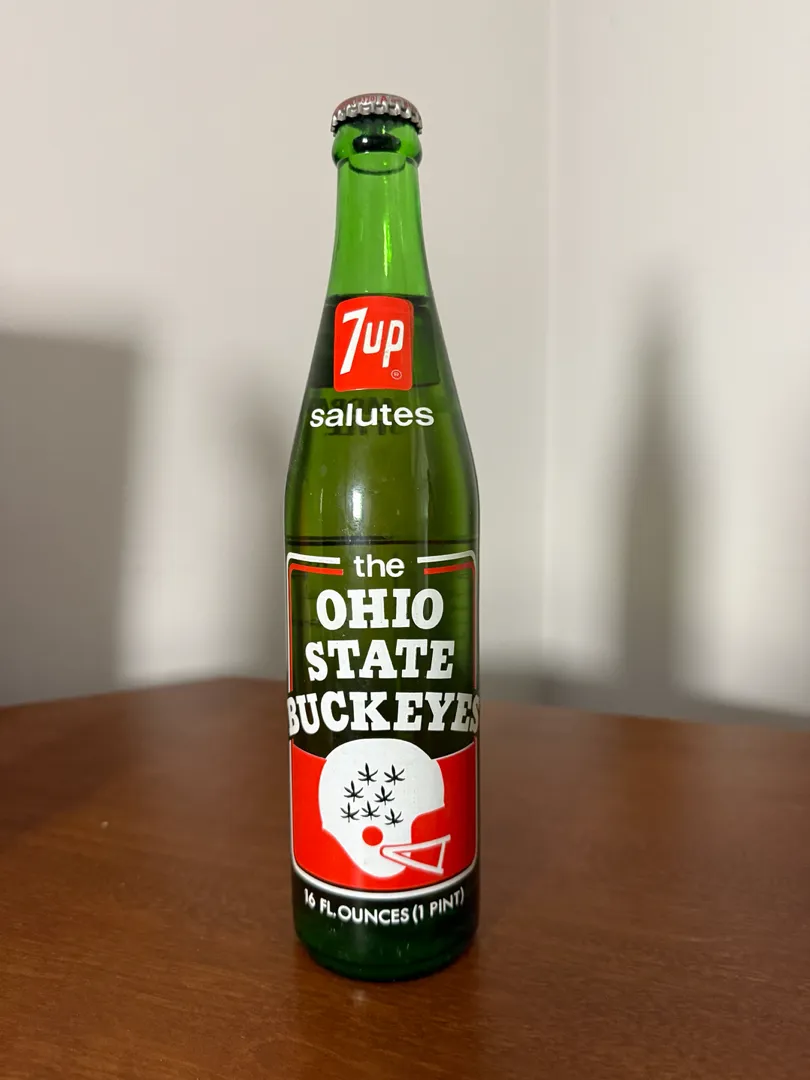 7up
salutes
the
OHIO
STATE
BUCKEYES
16 FL. OUNCES (1 PINT)